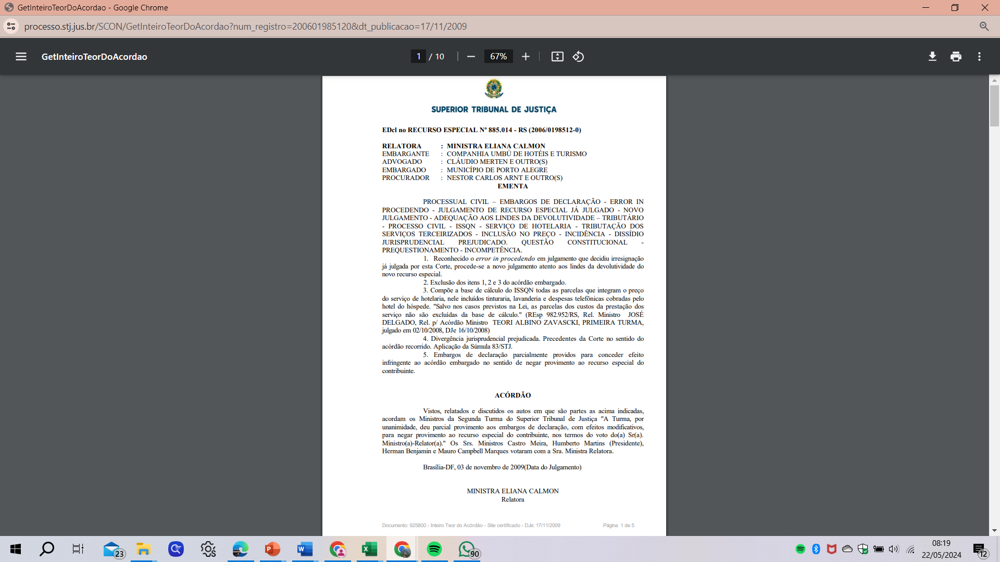 GetInteiroTeorDoAcordao - Google Chrome
processo.stj.jus.br/SCON/GetInteiroTeorDoAcordao?num_registro=200601985120&dt_publicacao=17/11/2009
GetInteiroTeorDoAcordao
1 / 10
67%
SUPERIOR TRIBUNAL DE JUSTIÇA
EDcl no RECURSO ESPECIAL Nº 885.014 - RS (2006/0198512-0)
RELATORA : MINISTRA ELIANA CALMON
EMBARGANTE : COMPANHIA UMBÚ DE HOTÉIS E TURISMO
ADVOGADO : CLÁUDIO MERTEN E OUTRO(S)
EMBARGADO : MUNICÍPIO DE PORTO ALEGRE
PROCURADOR : NESTOR CARLOS ARNT E OUTRO(S)
EMENTA
PROCESSUAL CIVIL – EMBARGOS DE DECLARAÇÃO - ERROR IN
PROCEDENDO - JULGAMENTO DE RECURSO ESPECIAL JÁ JULGADO - NOVO
JULGAMENTO - ADEQUAÇÃO AOS LINDES DA DEVOLUTIVIDADE – TRIBUTÁRIO
- PROCESSO CIVIL - ISSQN - SERVIÇO DE HOTELARIA - TRIBUTAÇÃO DOS
SERVIÇOS TERCEIRIZADOS - INCLUSÃO NO PREÇO - INCIDÊNCIA - DISSÍDIO
JURISPRUDENCIAL PREJUDICADO. QUESTÃO CONSTITUCIONAL -
PREQUESTIONAMENTO - INCOMPETÊNCIA.
1. Reconhecido o error in procedendo em julgamento que decidiu irresignação
já julgada por esta Corte, procede-se a novo julgamento atento aos lindes da devolutividade do
novo recurso especial.
2. Exclusão dos itens 1, 2 e 3 do acórdão embargado.
3. Compõe a base de cálculo do ISSQN todas as parcelas que integram o preço
do serviço de hotelaria, nele incluídos tinturaria, lavanderia e despesas telefônicas cobradas pelo
hotel do hóspede. "Salvo nos casos previstos na Lei, as parcelas dos custos da prestação dos
serviço não são excluídas da base de cálculo." (REsp 982.952/RS, Rel. Ministro JOSÉ
DELGADO, Rel. p/ Acórdão Ministro TEORI ALBINO ZAVASCKI, PRIMEIRA TURMA,
julgado em 02/10/2008, DJe 16/10/2008)
4. Divergência jurisprudencial prejudicada. Precedentes da Corte no sentido do
acórdão recorrido. Aplicação da Súmula 83/STJ.
5. Embargos de declaração parcialmente providos para conceder efeito
infringente ao acórdão embargado no sentido de negar provimento ao recurso especial do
contribuinte.
ACÓRDÃO
Vistos, relatados e discutidos os autos em que são partes as acima indicadas,
acordam os Ministros da Segunda Turma do Superior Tribunal de Justiça "A Turma, por
unanimidade, deu parcial provimento aos embargos de declaração, com efeitos modificativos,
para negar provimento ao recurso especial do contribuinte, nos termos do voto do(a) Sr(a).
Ministro(a)-Relator(a)." Os Srs. Ministros Castro Meira, Humberto Martins (Presidente),
Herman Benjamin e Mauro Campbell Marques votaram com a Sra. Ministra Relatora.
Brasília-DF, 03 de novembro de 2009(Data do Julgamento)
MINISTRA ELIANA CALMON
Relatora
Documento: 925800 - Inteiro Teor do Acórdão - Site certificado - DJe: 17/11/2009 Página 1 de 5
23
90
08:19
22/05/2024
12